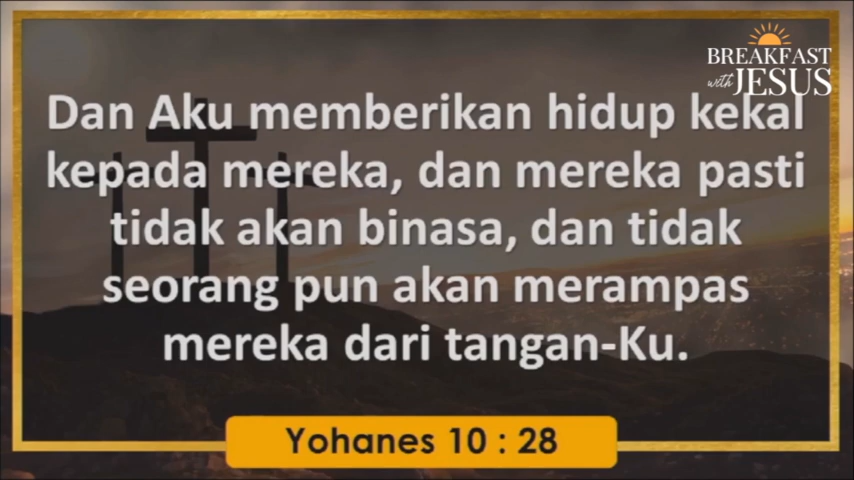 BREAKFAST
with JESUS
Dan Aku memberikan hidup kekal
kepada mereka, dan mereka pasti
tidak akan binasa, dan tidak
seorang pun akan merampas
mereka dari tangan-Ku.
Yohanes 10 : 28